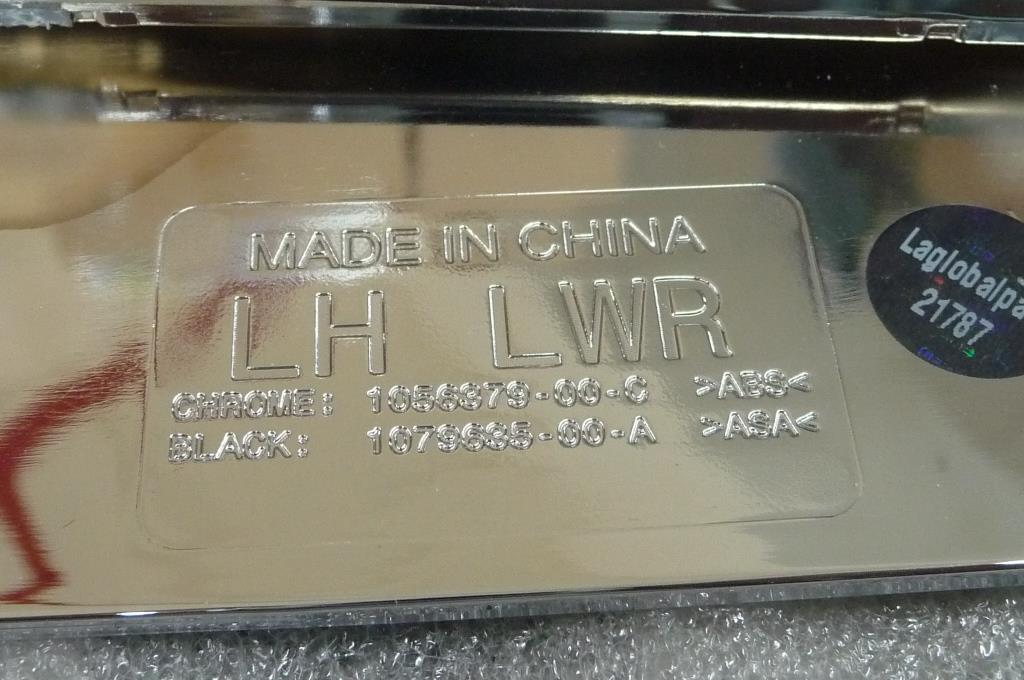 MADE IN CHINA
LH LWR
CHROME: 1056379-00-C >ABS<
BLACK: 1079635-00-A >ASA<
Laglobalpa
21787